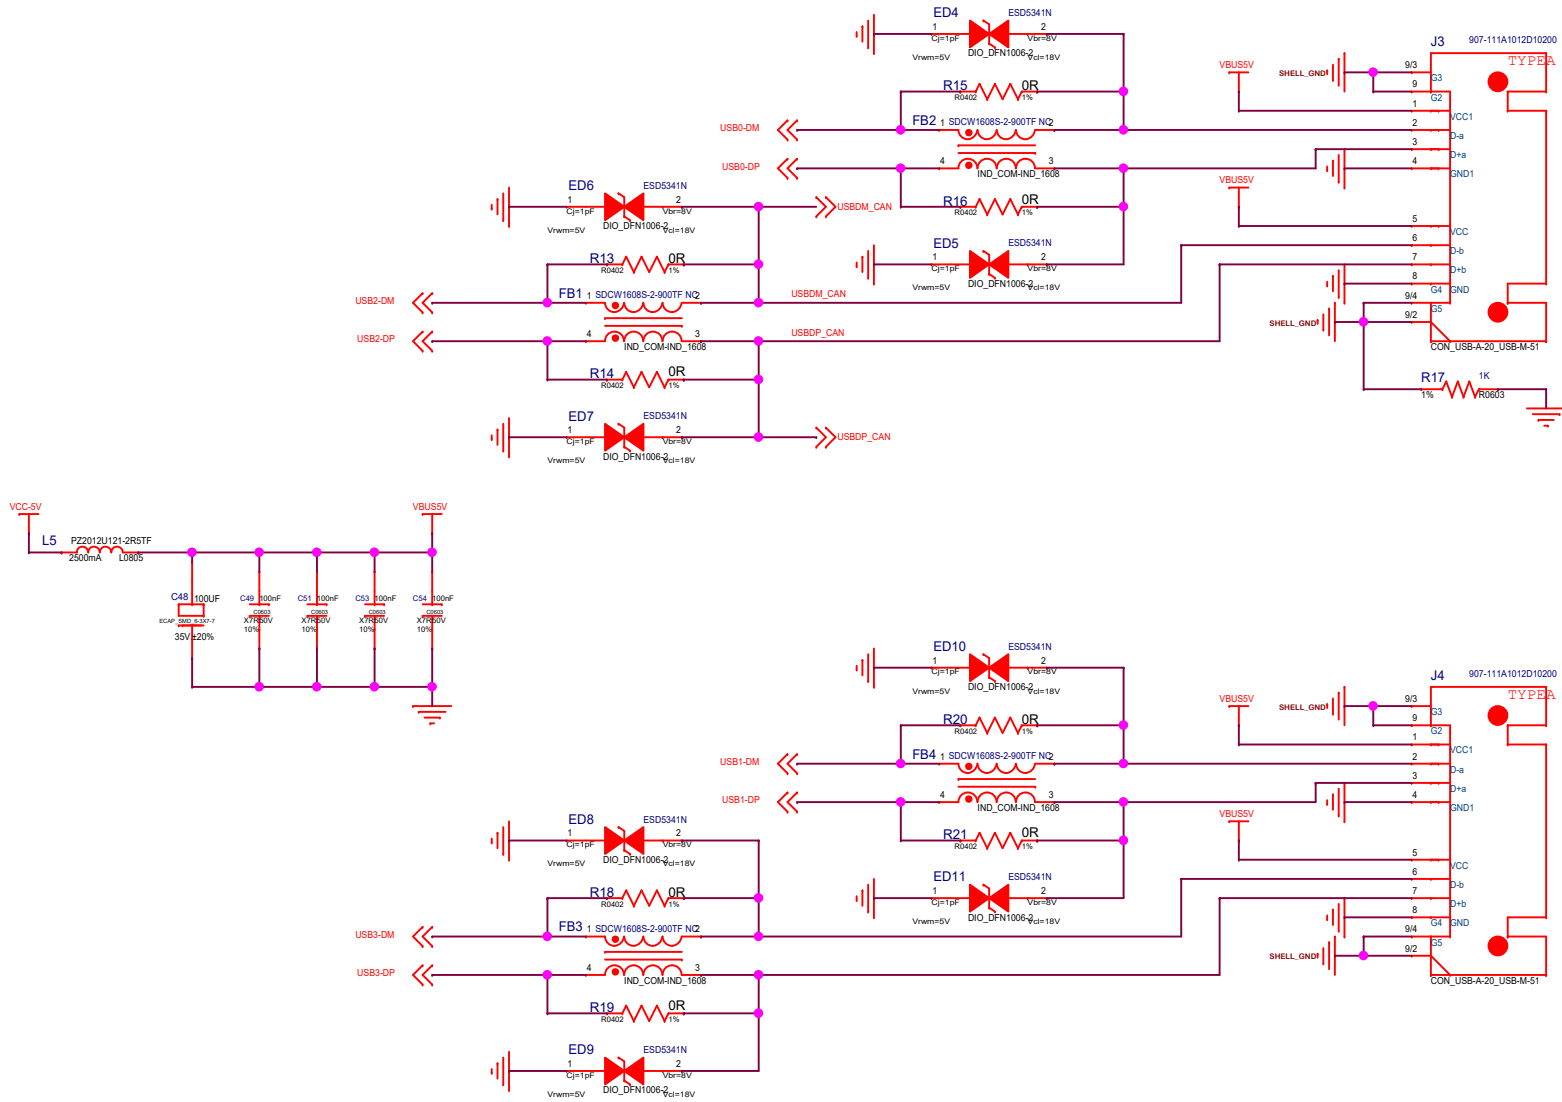 ED4 ESD5341N
1 2
Cj=1pF Vbr=8V
DIO_DFN1006-2
Vrwm=5V Vcl=18V
R15 0R
R0402 1%
USB0-DM
FB2 1 SDCW1608S-2-900TF NC 2
USB0-DP
4 3
IND_COM-IND_1608
R16 0R
R0402 1%
ED5 ESD5341N
1 2
Cj=1pF Vbr=8V
DIO_DFN1006-2
Vrwm=5V Vcl=18V
J3 907-111A1012D10200
TYPEA
VBUS5V
SHELL_GND
9/3 G3
9 G2
1 VCC1
2 D-a
3 D+a
4 GND1
VBUS5V
5 VCC
6 D-b
7 D+b
8 GND
9/4 G4
9/2 G5
SHELL_GND
CON_USB-A-20_USB-M-51
R17 1K
1% R0603
ED6 ESD5341N
1 2
Cj=1pF Vbr=8V
DIO_DFN1006-2
Vrwm=5V Vcl=18V
USBDM_CAN
R13 0R
R0402 1%
USB2-DM
FB1 1 SDCW1608S-2-900TF NC 2
USBDM_CAN
USB2-DP
4 3
USBDP_CAN
IND_COM-IND_1608
R14 0R
R0402 1%
ED7 ESD5341N
1 2
Cj=1pF Vbr=8V
DIO_DFN1006-2
Vrwm=5V Vcl=18V
USBDP_CAN
VCC-5V
VBUS5V
L5 PZ2012U121-2R5TF
2500mA L0805
C48 100UF
ECAP_SMD_6-3X7-7
35V ±20%
C49 100nF
C0603
X7R50V
10%
C51 100nF
C0603
X7R50V
10%
C53 100nF
C0603
X7R50V
10%
C54 100nF
C0603
X7R50V
10%
ED10 ESD5341N
1 2
Cj=1pF Vbr=8V
DIO_DFN1006-2
Vrwm=5V Vcl=18V
R20 0R
R0402 1%
USB1-DM
FB4 1 SDCW1608S-2-900TF NC 2
USB1-DP
4 3
IND_COM-IND_1608
R21 0R
R0402 1%
ED11 ESD5341N
1 2
Cj=1pF Vbr=8V
DIO_DFN1006-2
Vrwm=5V Vcl=18V
J4 907-111A1012D10200
TYPEA
VBUS5V
SHELL_GND
9/3 G3
9 G2
1 VCC1
2 D-a
3 D+a
4 GND1
VBUS5V
5 VCC
6 D-b
7 D+b
8 GND
9/4 G4
9/2 G5
SHELL_GND
CON_USB-A-20_USB-M-51
ED8 ESD5341N
1 2
Cj=1pF Vbr=8V
DIO_DFN1006-2
Vrwm=5V Vcl=18V
R18 0R
R0402 1%
USB3-DM
FB3 1 SDCW1608S-2-900TF NC 2
USB3-DP
4 3
IND_COM-IND_1608
R19 0R
R0402 1%
ED9 ESD5341N
1 2
Cj=1pF Vbr=8V
DIO_DFN1006-2
Vrwm=5V Vcl=18V